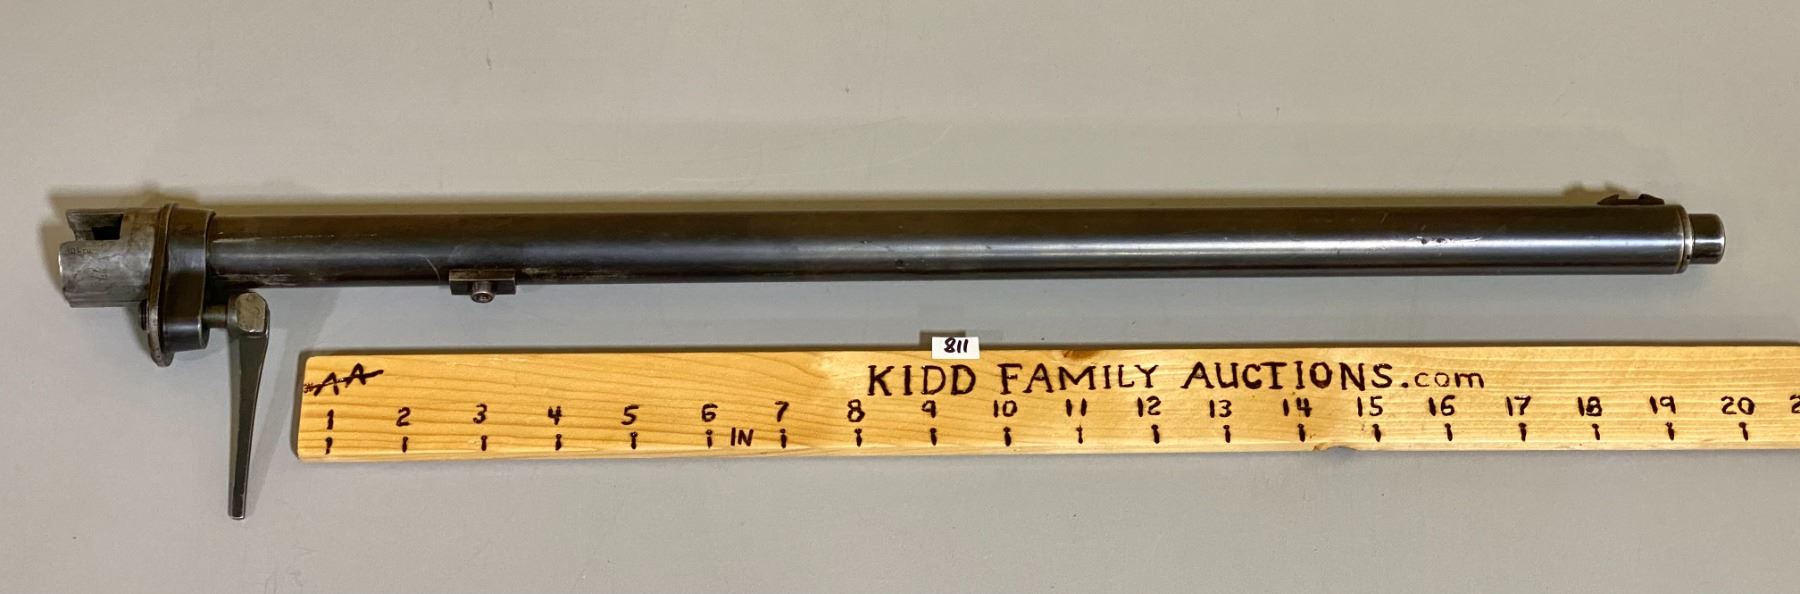 811
KIDD FAMILY AUCTIONS.com
AA
1 2 3 4 5 6 7 8 9 10 11 12 13 14 15 16 17 18 19 20
IN